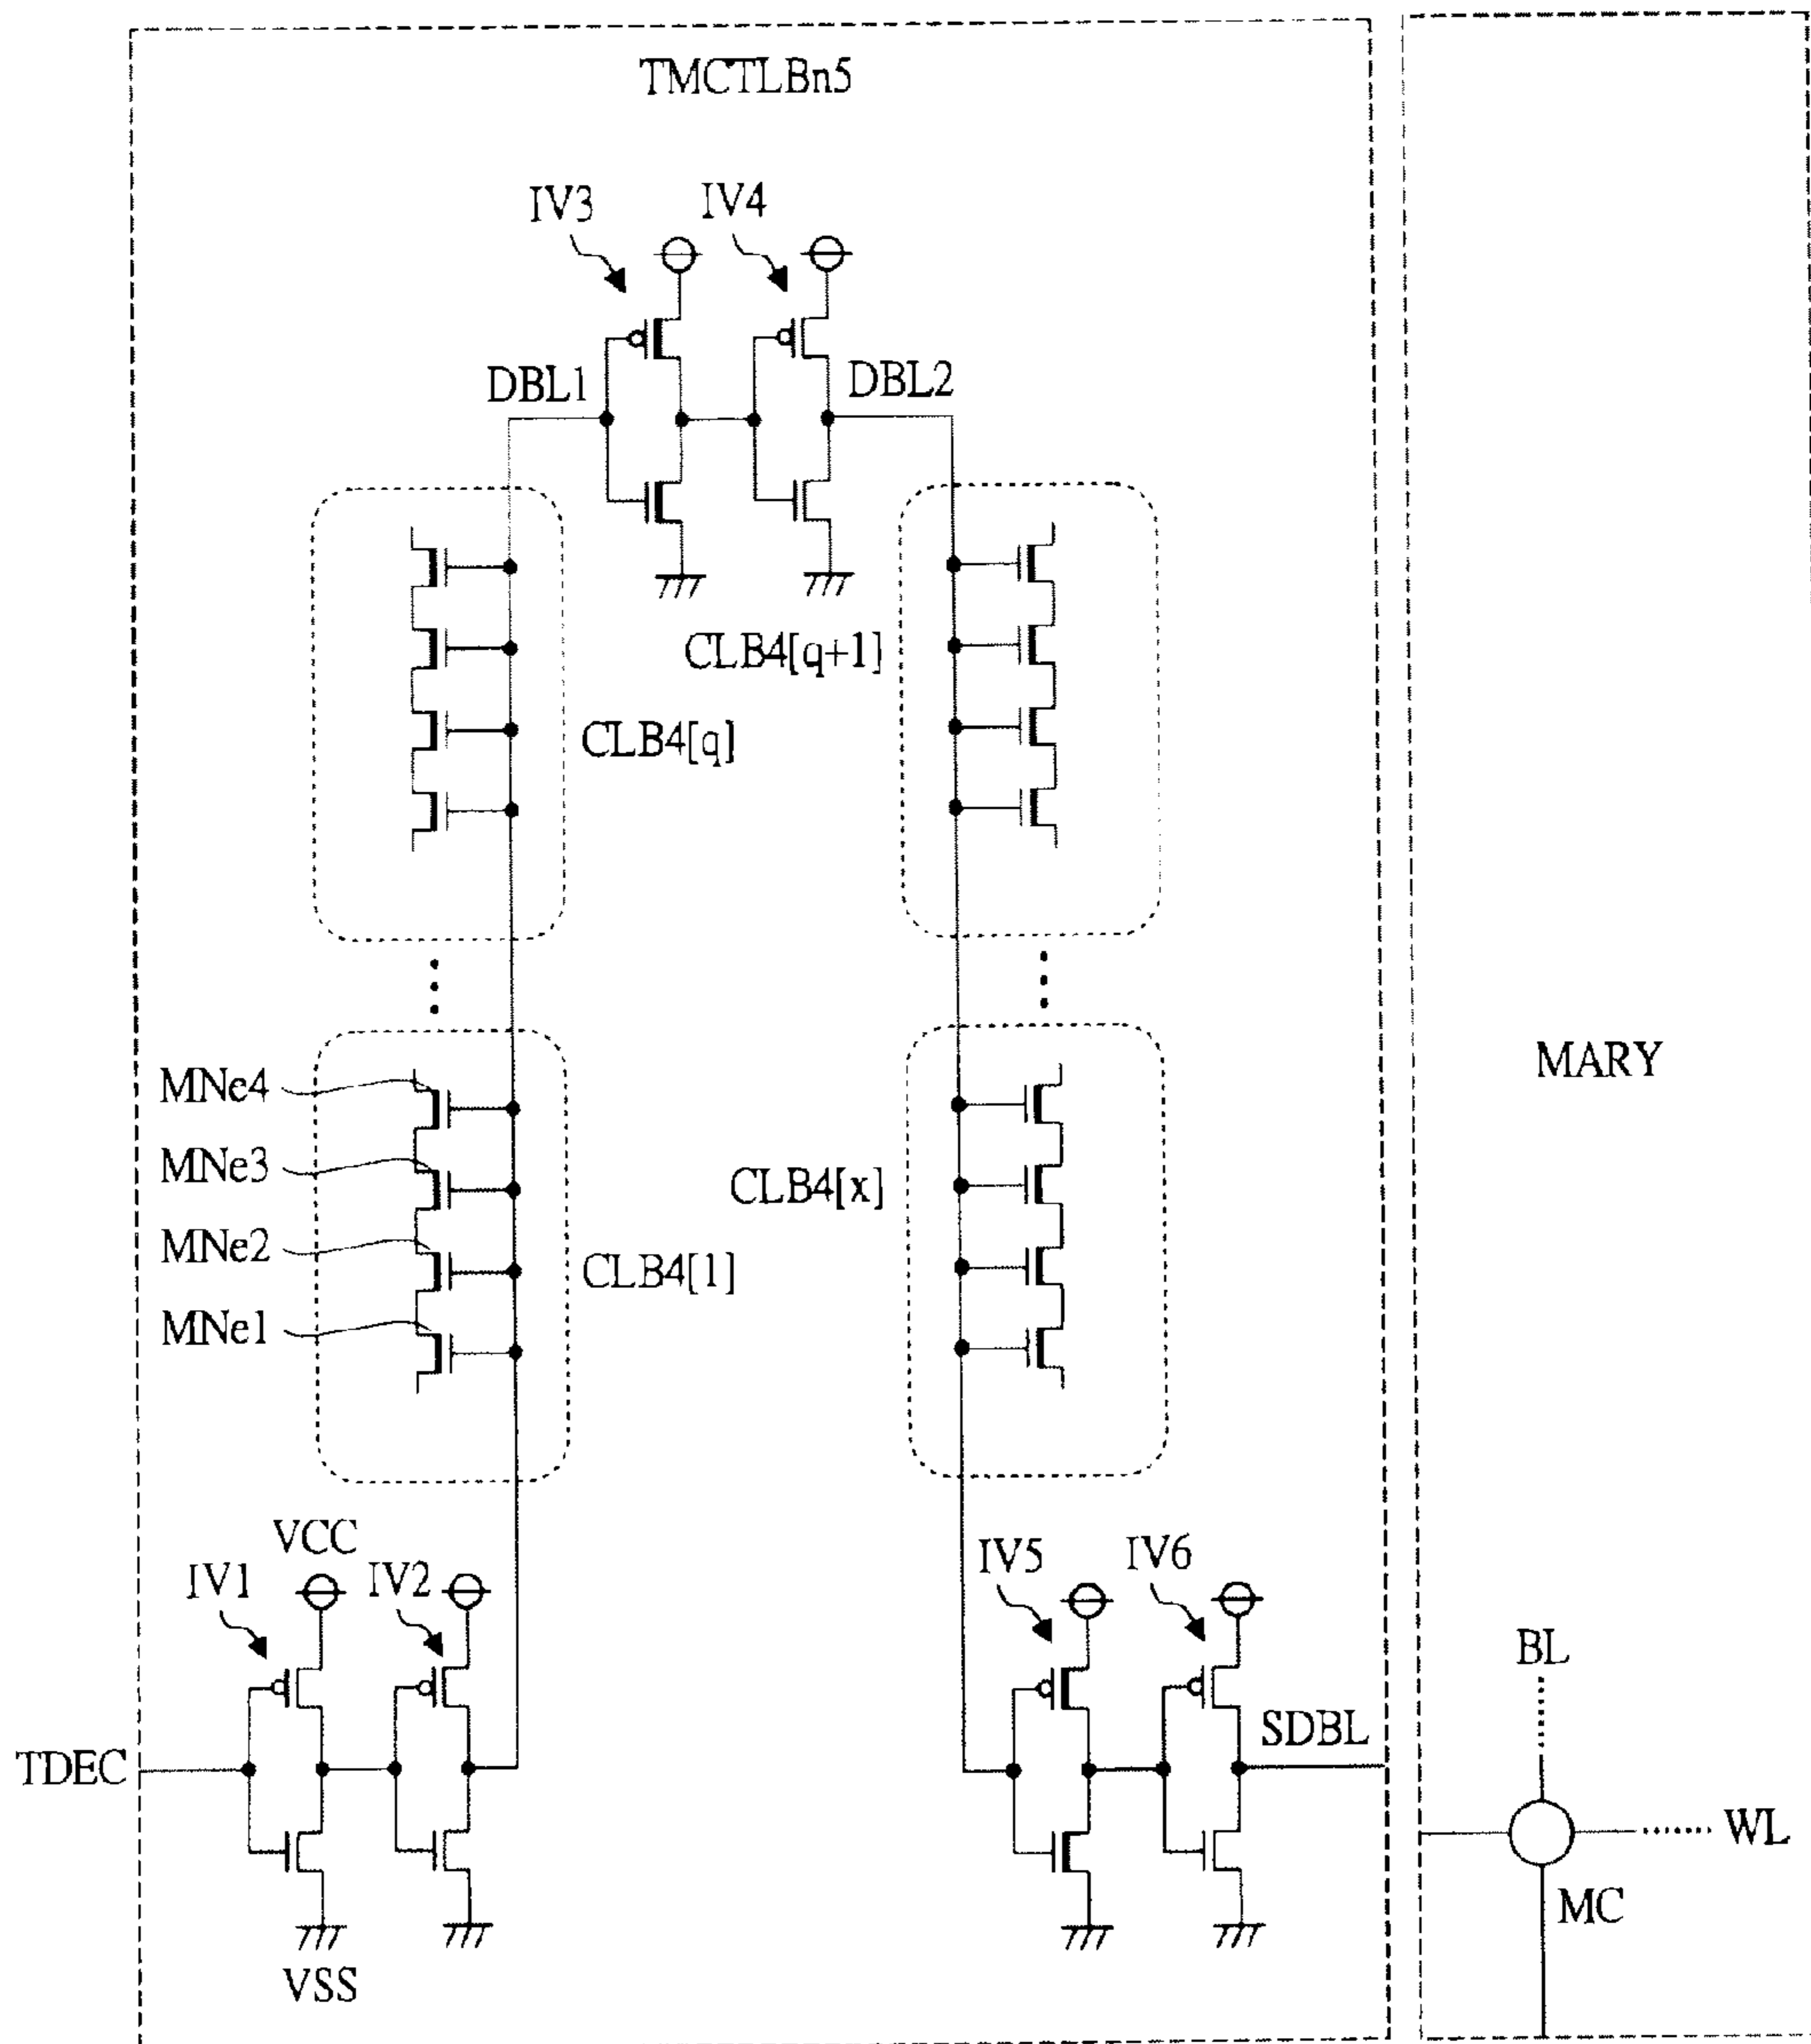 TMCTLBn5
IV3
IV4
DBL1
DBL2
CLB4[q+1]
CLB4[q]
MNe4
MNe3
MNe2
MNe1
CLB4[1]
CLB4[x]
MARY
VCC
IV1
IV2
IV5
IV6
TDEC
SDBL
BL
WL
MC
VSS